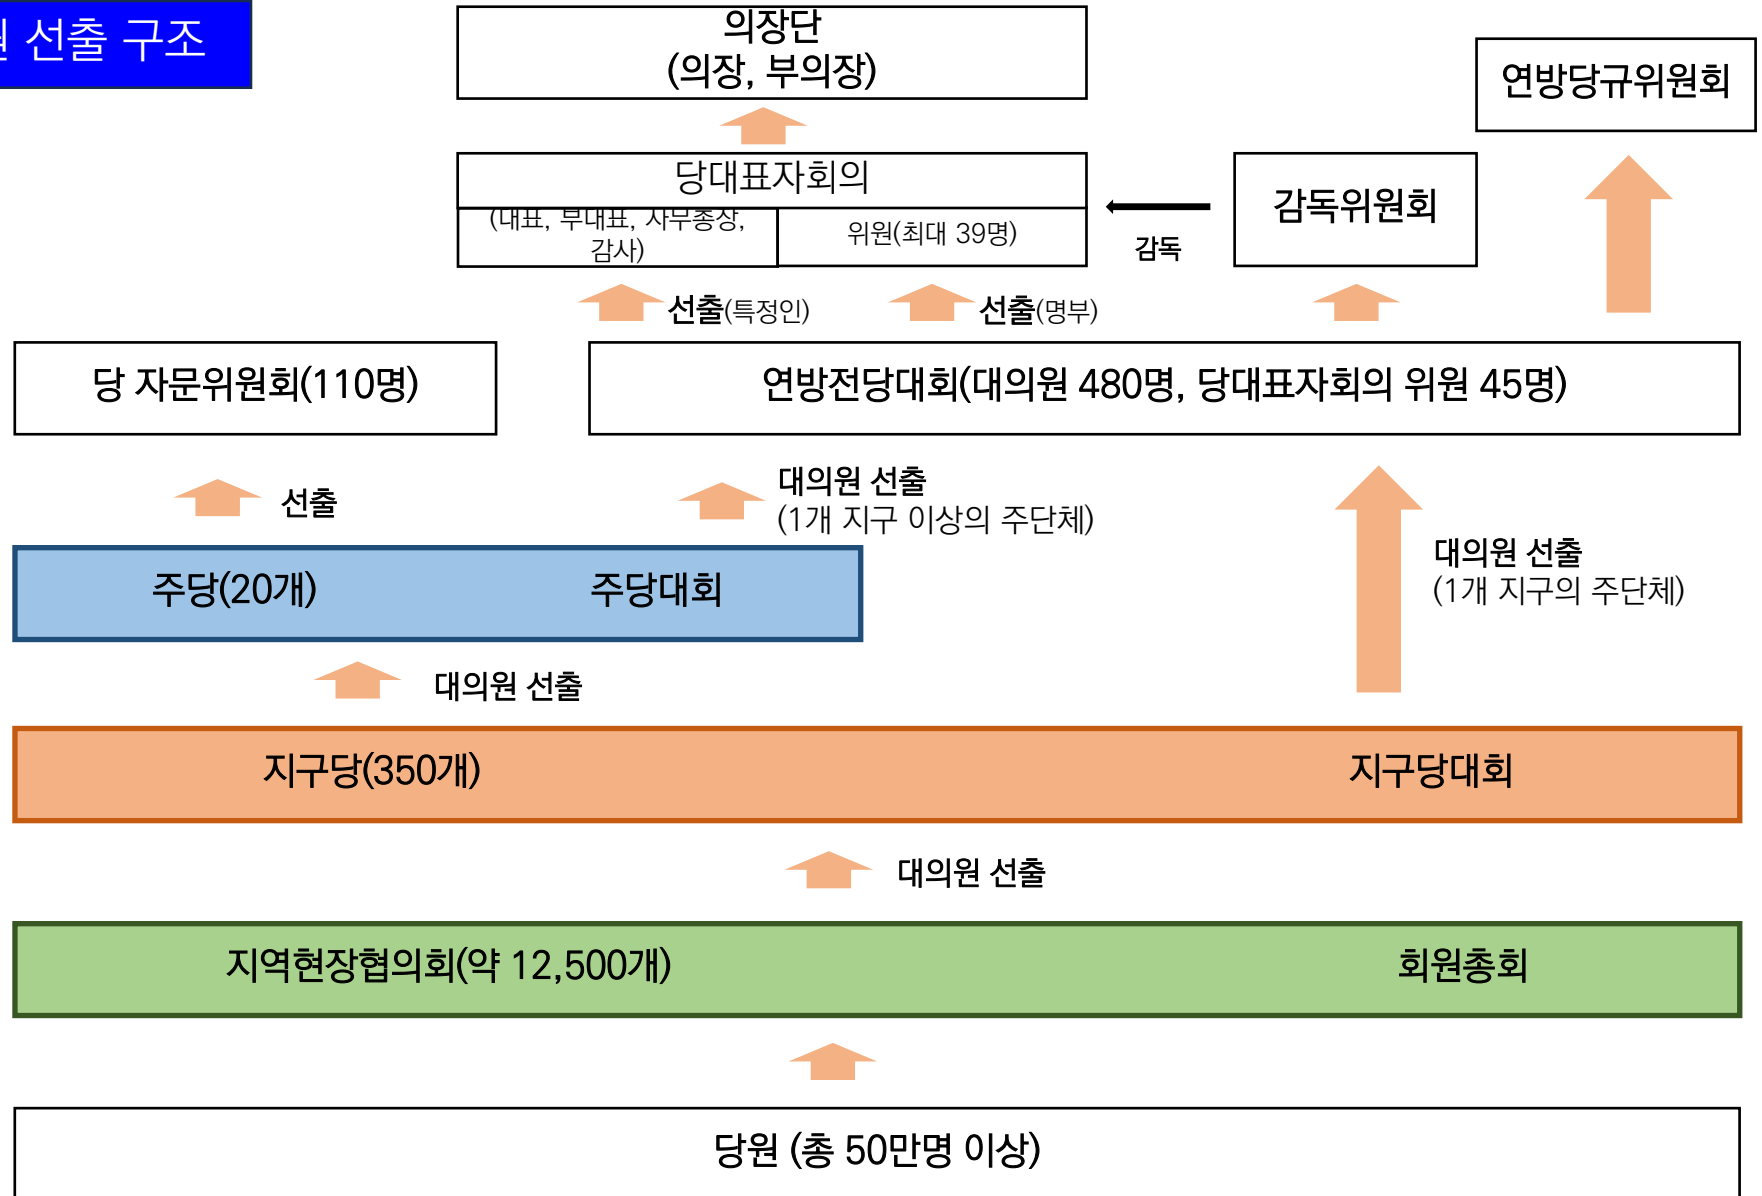 선출 구조
의장단
(의장, 부의장)
연방당규위원회
당대표자회의
감독위원회
(대표, 부대표, 사무총장,
감사)
위원(최대 39명)
감독
선출(특정인)
선출(명부)
당 자문위원회(110명)
연방전당대회(대의원 480명, 당대표자회의 위원 45명)
선출
대의원 선출
(1개 지구 이상의 주단체)
대의원 선출
(1개 지구의 주단체)
주당(20개)
주당대회
대의원 선출
지구당(350개)
지구당대회
대의원 선출
지역현장협의회(약 12,500개)
회원총회
당원 (총 50만명 이상)